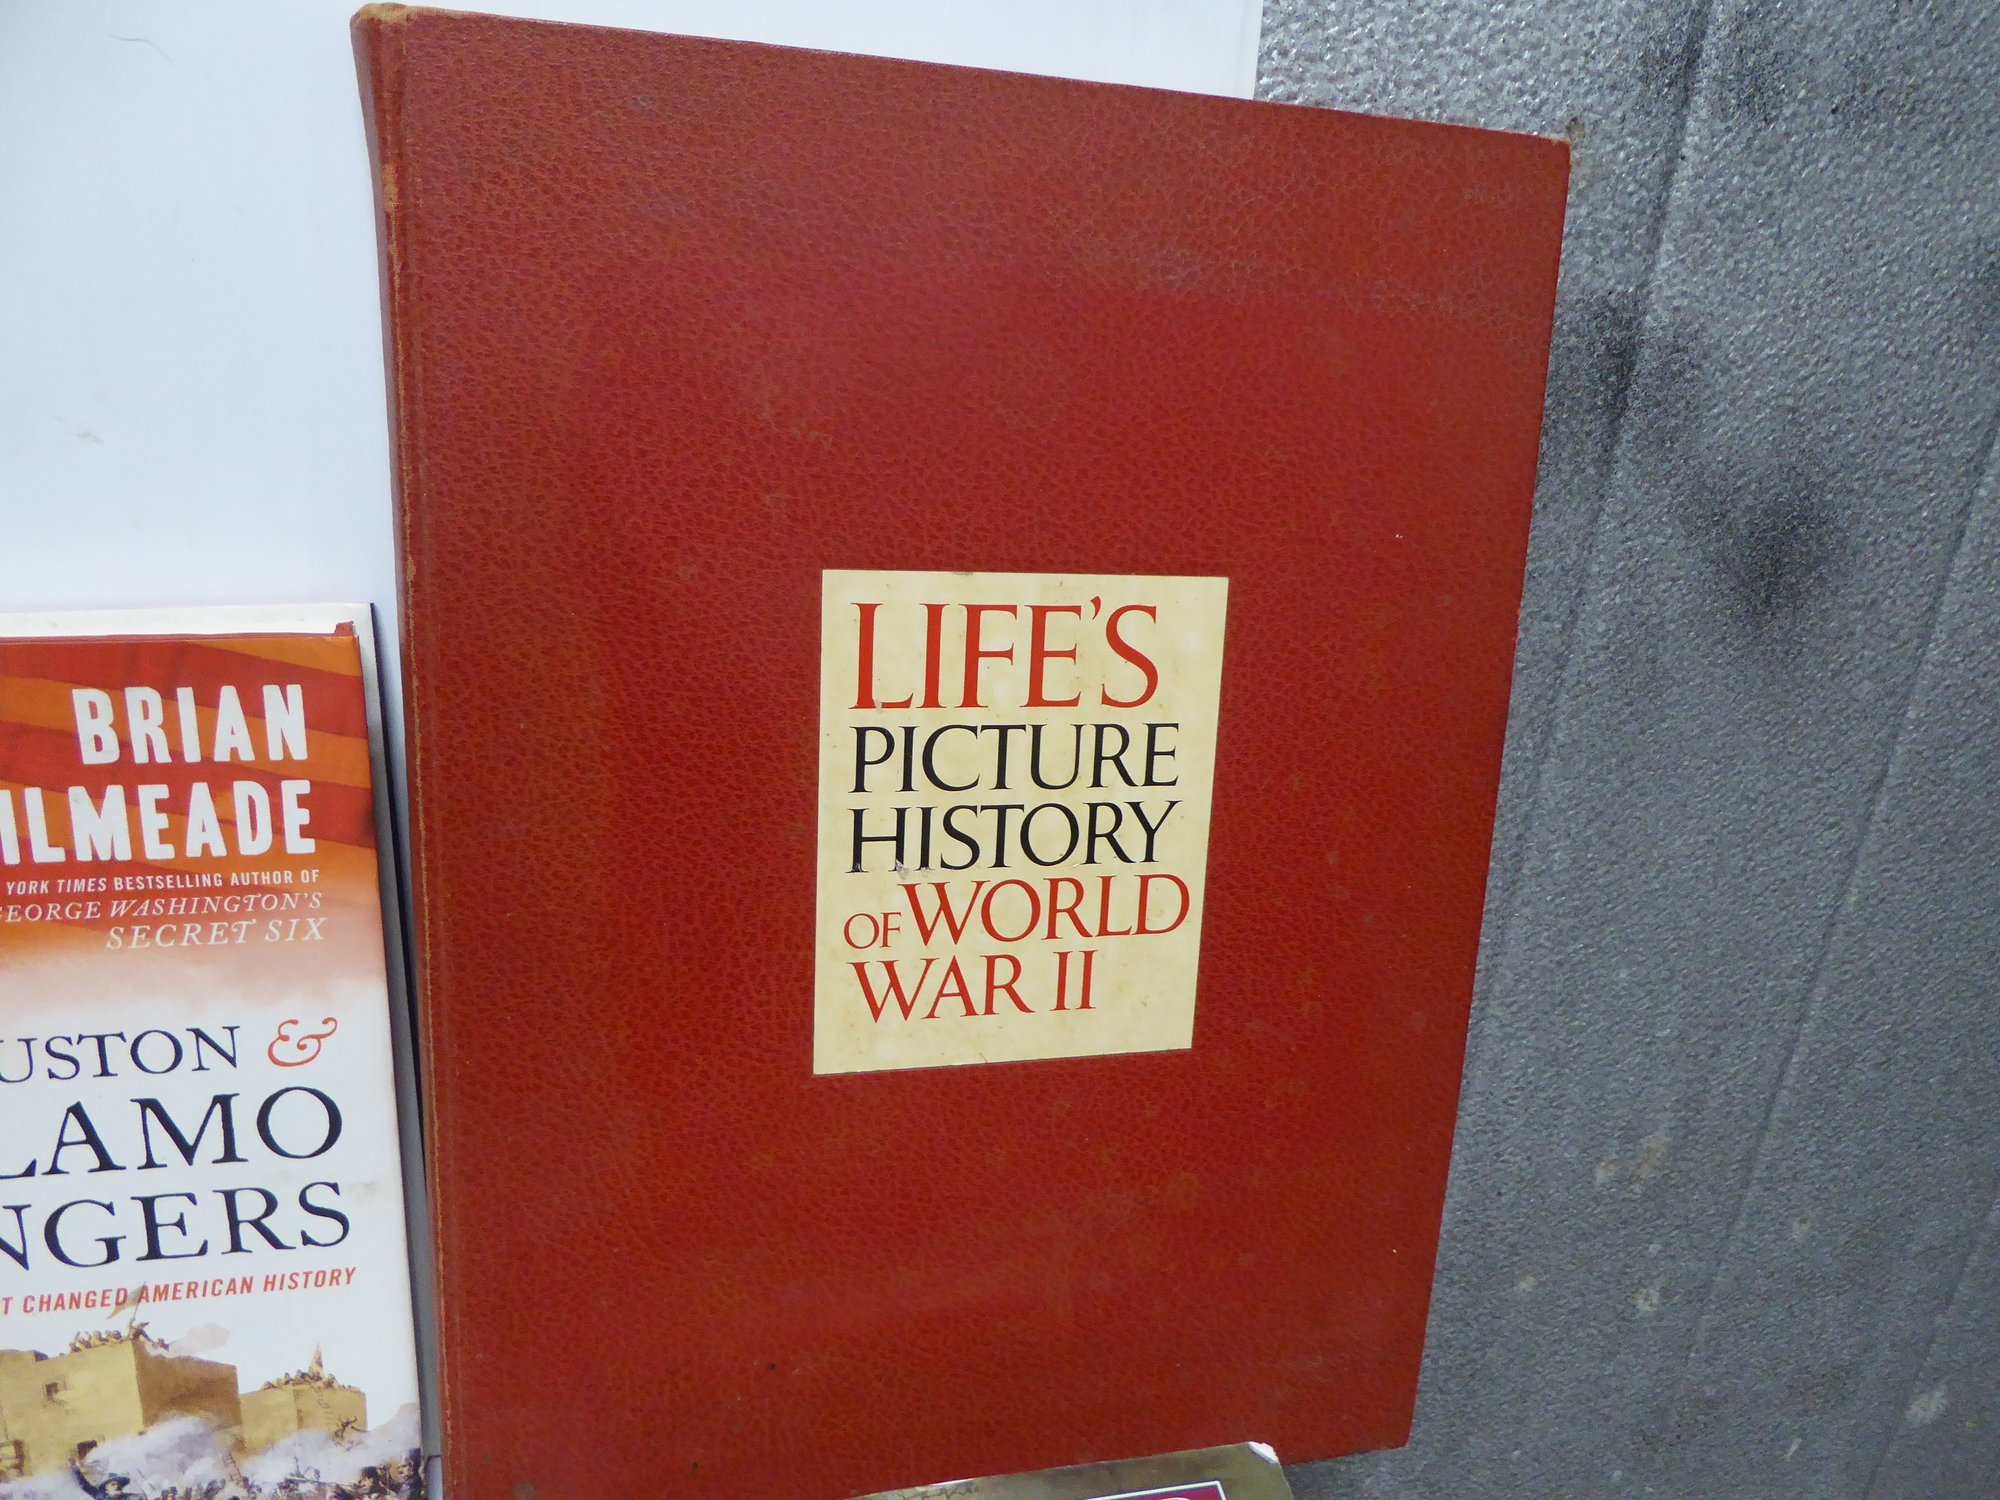 BRIAN
ILMEADE
YORK TIMES BESTSELLING AUTHOR OF
GEORGE WASHINGTON'S
SECRET SIX
USTON &
LAMO
NGERS
T CHANGED AMERICAN HISTORY
LIFE'S
PICTURE
HISTORY
OF WORLD
WAR II